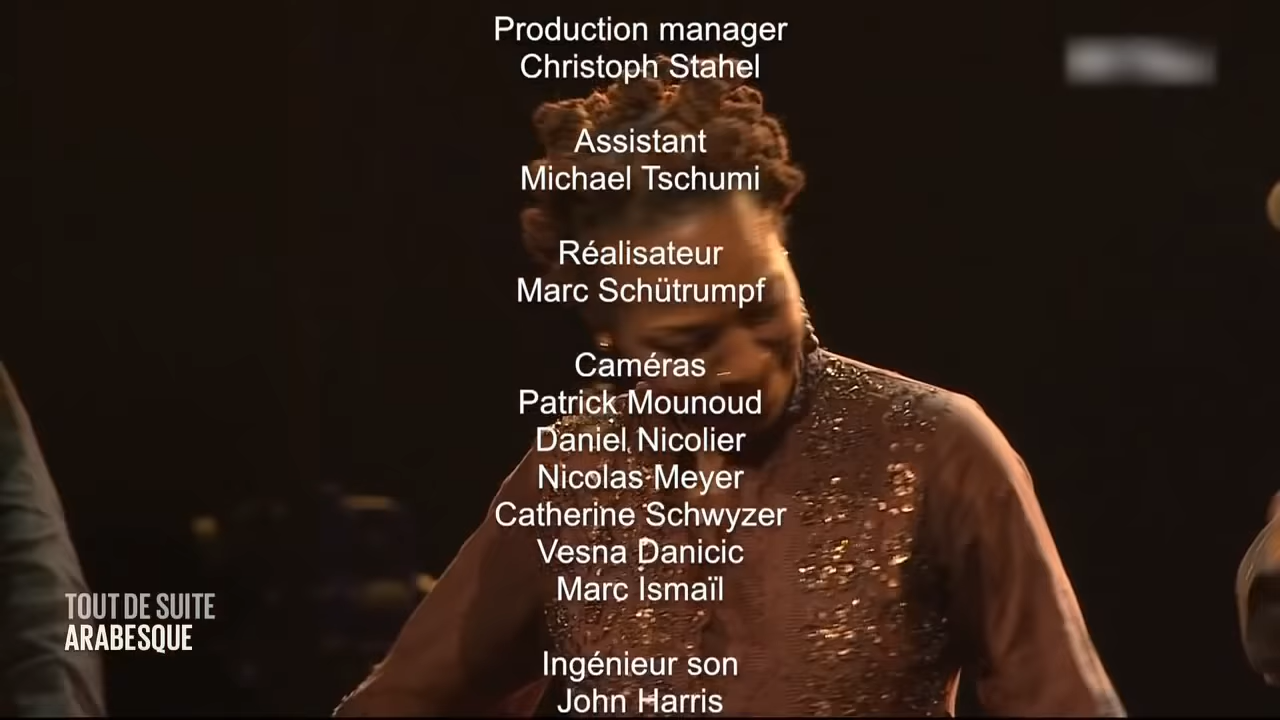 Production manager
Christoph Stahel
Assistant
Michael Tschumi
Réalisateur
Marc Schütrumpf
Caméras
Patrick Mounoud
Daniel Nicolier
Nicolas Meyer
Catherine Schwyzer
Vesna Danicic
Marc Ismaïl
TOUT DE SUITE
ARABESQUE
Ingénieur son
John Harris